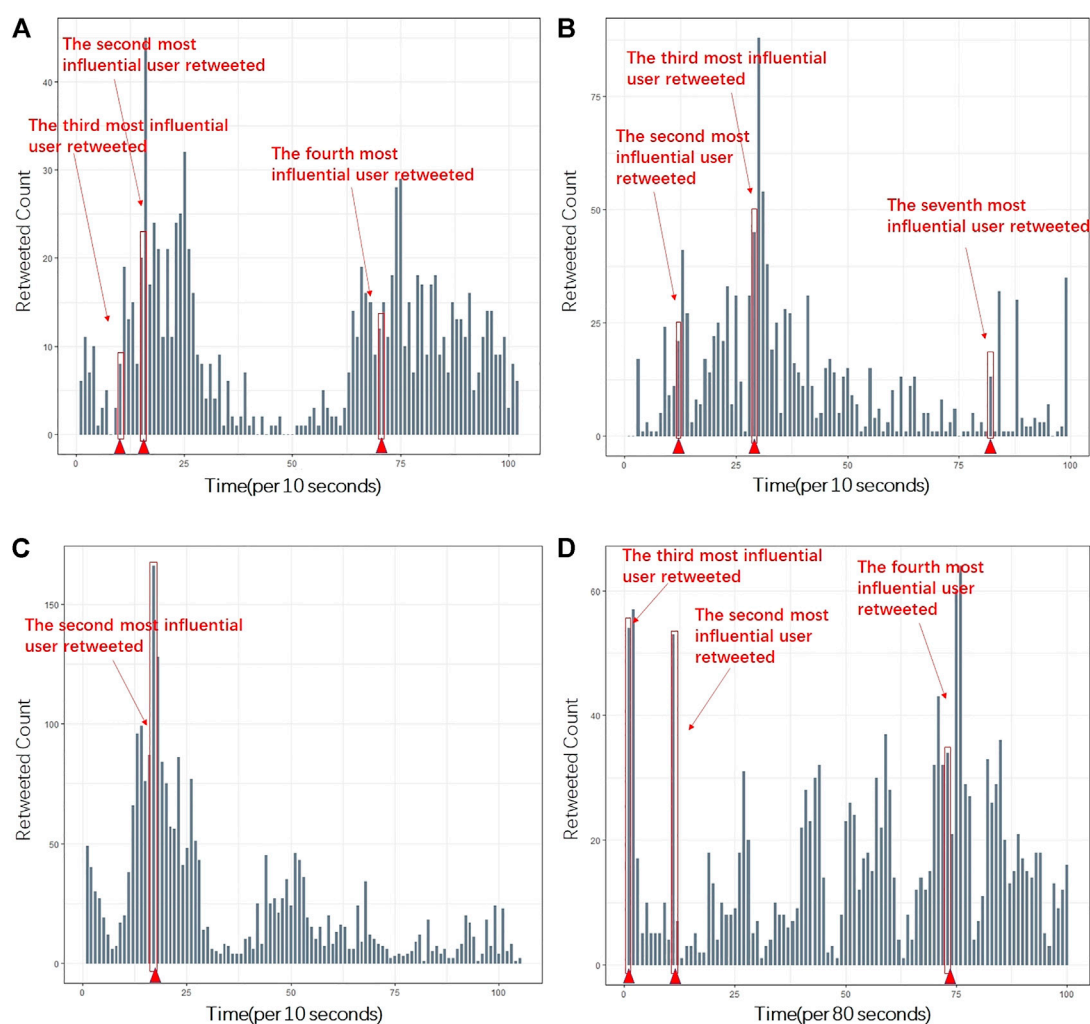 A
The second most
influential user retweeted
The third most influential
user retweeted
The fourth most
influential user retweeted
Retweeted Count
40
30
20
10
0
0
25
50
75
100
Time(per 10 seconds)
B
The third most influential
user retweeted
The second most
influential user
retweeted
The seventh most
influential user retweeted
Retweeted Count
75
50
25
0
0
25
50
75
100
Time(per 10 seconds)
C
The second most influential
user retweeted
Retweeted Count
150
100
50
0
0
25
50
75
100
Time(per 10 seconds)
D
The third most influential
user retweeted
The second most
influential user
retweeted
The fourth most
influential user
retweeted
Retweeted Count
60
40
20
0
0
25
50
75
100
Time(per 80 seconds)